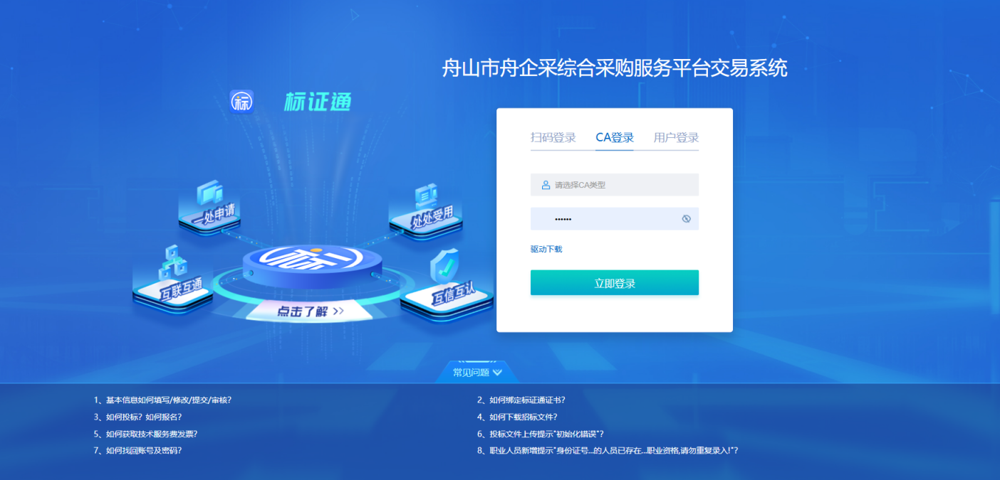 舟山市舟企采综合采购服务平台交易系统
标
标证通
扫码登录
CA登录
用户登录
请选择CA类型
••••••
驱动下载
立即登录
一处申请
处处受用
互联互通
互信互认
标
点击了解 >>
常见问题
1、基本信息如何填写/修改/提交/审核?
2、如何绑定标证通证书?
3、如何投标? 如何报名?
4、如何下载招标文件?
5、如何获取技术服务费发票?
6、投标文件上传提示"初始化错误"?
7、如何找回账号及密码?
8、职业人员新增提示"身份证号...的人员已存在...职业资格,请勿重复录入!"?